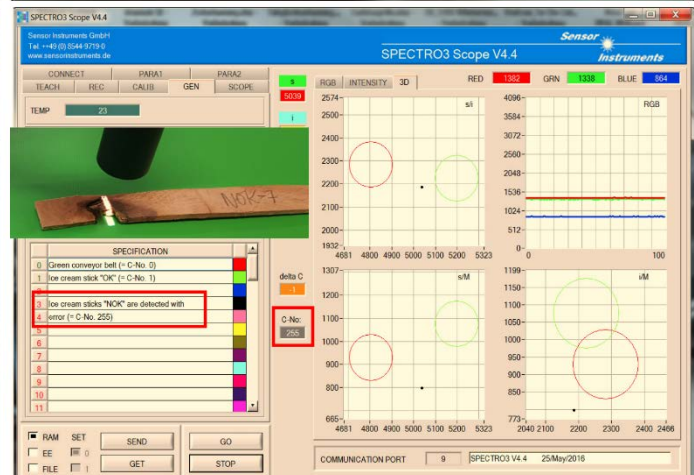 SPECTRO3 Scope V4.4
Sensor Instruments GmbH
Tel. ++49 (0) 8544-9719-0
www.sensorinstruments.de
SPECTRO3 Scope V4.4
Sensor
Instruments
CONNECT PARA1 PARA2
TEACH REC CALIB GEN SCOPE
TEMP 23
NOK-7
SPECIFICATION
0 Green conveyor belt (= C-No. 0)
1 Ice cream stick "OK" (= C-No. 1)
2
3 Ice cream sticks "NOK" are detected with
4 error (= C-No. 255)
5
6
7
8
9
10
11
RAM SET SEND GO
EE 0
FILE 1 GET STOP
s
5039
i
delta C
-1
C-No:
255
RGB INTENSITY 3D
RED 1382 GRN 1338 BLUE 864
s/i
2574
2500
2400
2300
2200
2100
2000
1932
4681 4800 4900 5000 5100 5200 5323
RGB
4096
3584
3072
2560
2048
1536
1024
512
0
0 100
s/M
1307
1200
1100
1000
900
800
665
4681 4800 4900 5000 5100 5200 5323
i/M
1199
1150
1100
1050
1000
950
900
850
773
2040 2100 2200 2300 2400 2466
COMMUNICATION PORT 9 SPECTRO3 V4.4 25/May/2016